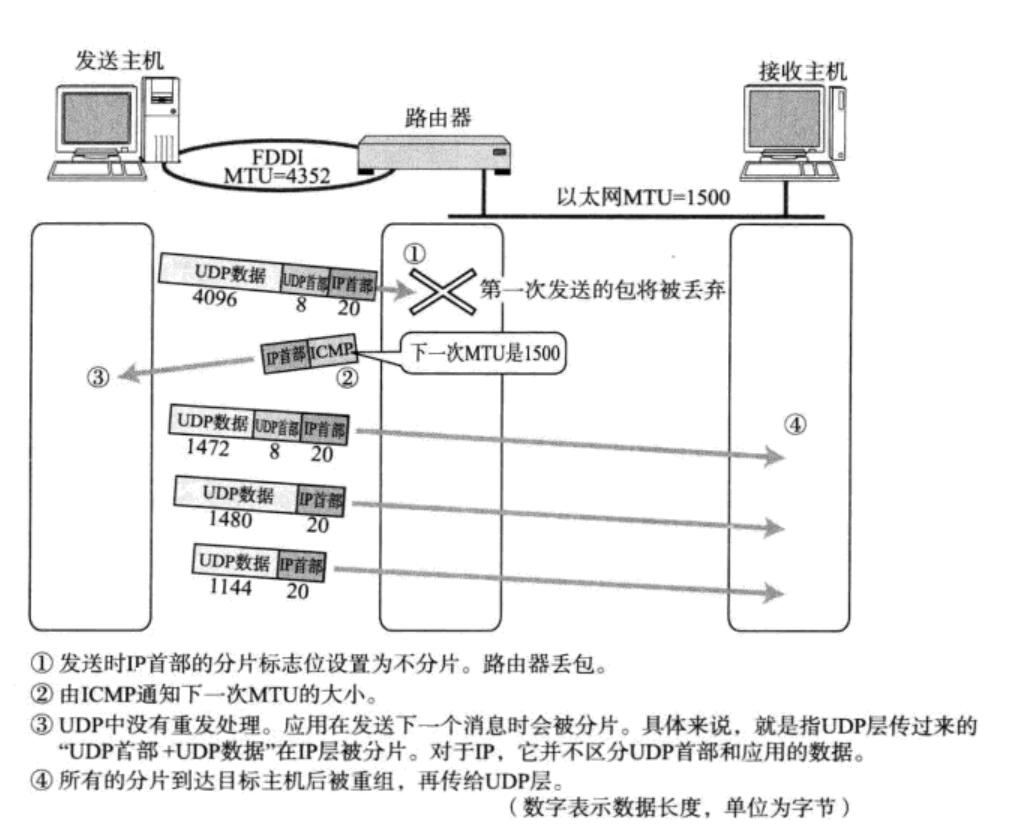 发送主机
接收主机
路由器
FDDI
MTU=4352
以太网MTU=1500
①
UDP数据 UDP首部 IP首部
4096 8 20
第一次发送的包将被丢弃
IP首部 ICMP
下一次MTU是1500
②
③
UDP数据 UDP首部 IP首部
1472 8 20
④
UDP数据 IP首部
1480 20
UDP数据 IP首部
1144 20
① 发送时IP首部的分片标志位设置为不分片。路由器丢包。
② 由ICMP通知下一次MTU的大小。
③ UDP中没有重发处理。应用在发送下一个消息时会被分片。具体来说，就是指UDP层传过来的
“UDP首部+UDP数据”在IP层被分片。对于IP，它并不区分UDP首部和应用的数据。
④ 所有的分片到达目标主机后被重组，再传给UDP层。
（数字表示数据长度，单位为字节）